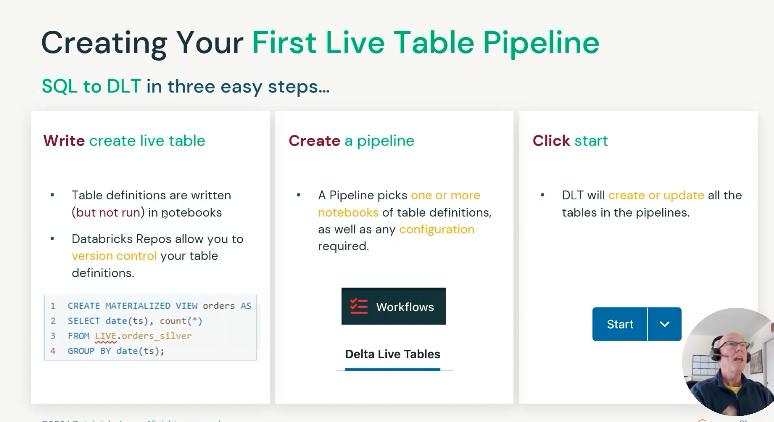 Creating Your First Live Table Pipeline
SQL to DLT in three easy steps...
Write create live table
• Table definitions are written
(but not run) in notebooks
• Databricks Repos allow you to
version control your table
definitions.
1 CREATE MATERIALIZED VIEW orders AS
2 SELECT date(ts), count(*)
3 FROM LIVE.orders_silver
4 GROUP BY date(ts);
Create a pipeline
• A Pipeline picks one or more
notebooks of table definitions,
as well as any configuration
required.
Workflows
Delta Live Tables
Click start
• DLT will create or update all the
tables in the pipelines.
Start